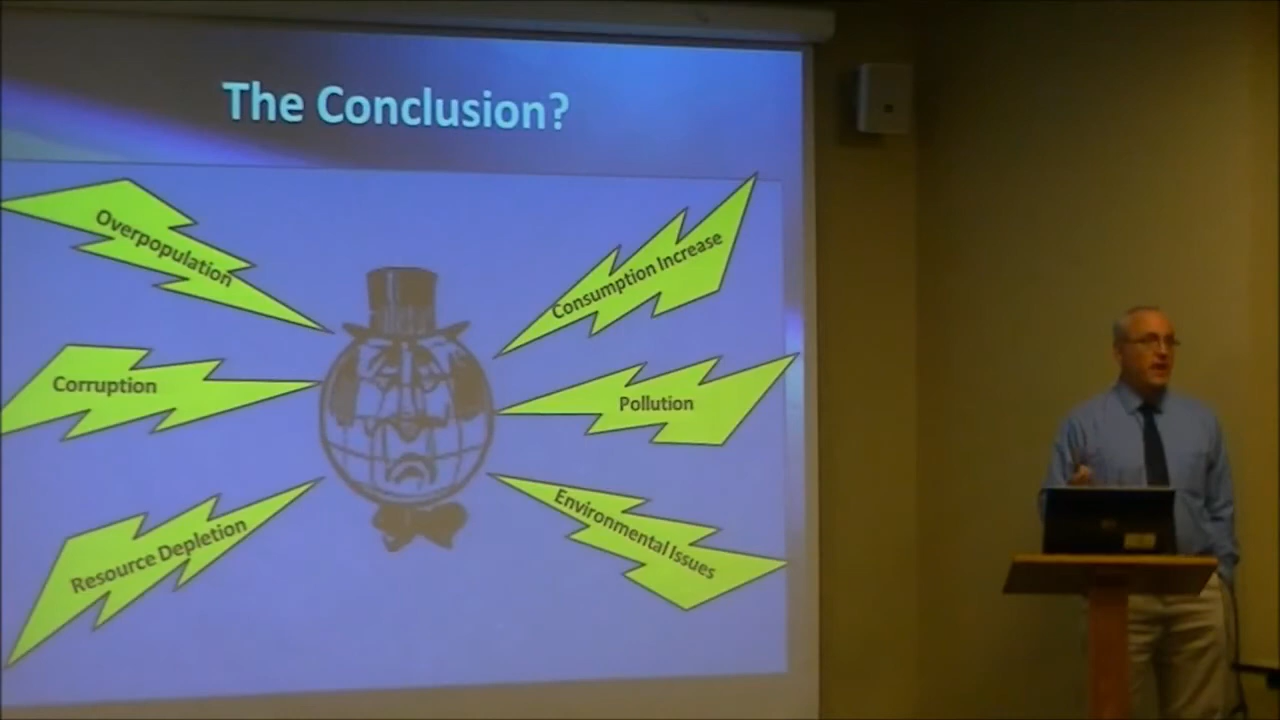 The Conclusion?
Overpopulation
Consumption Increase
Corruption
Pollution
Resource Depletion
Environmental Issues